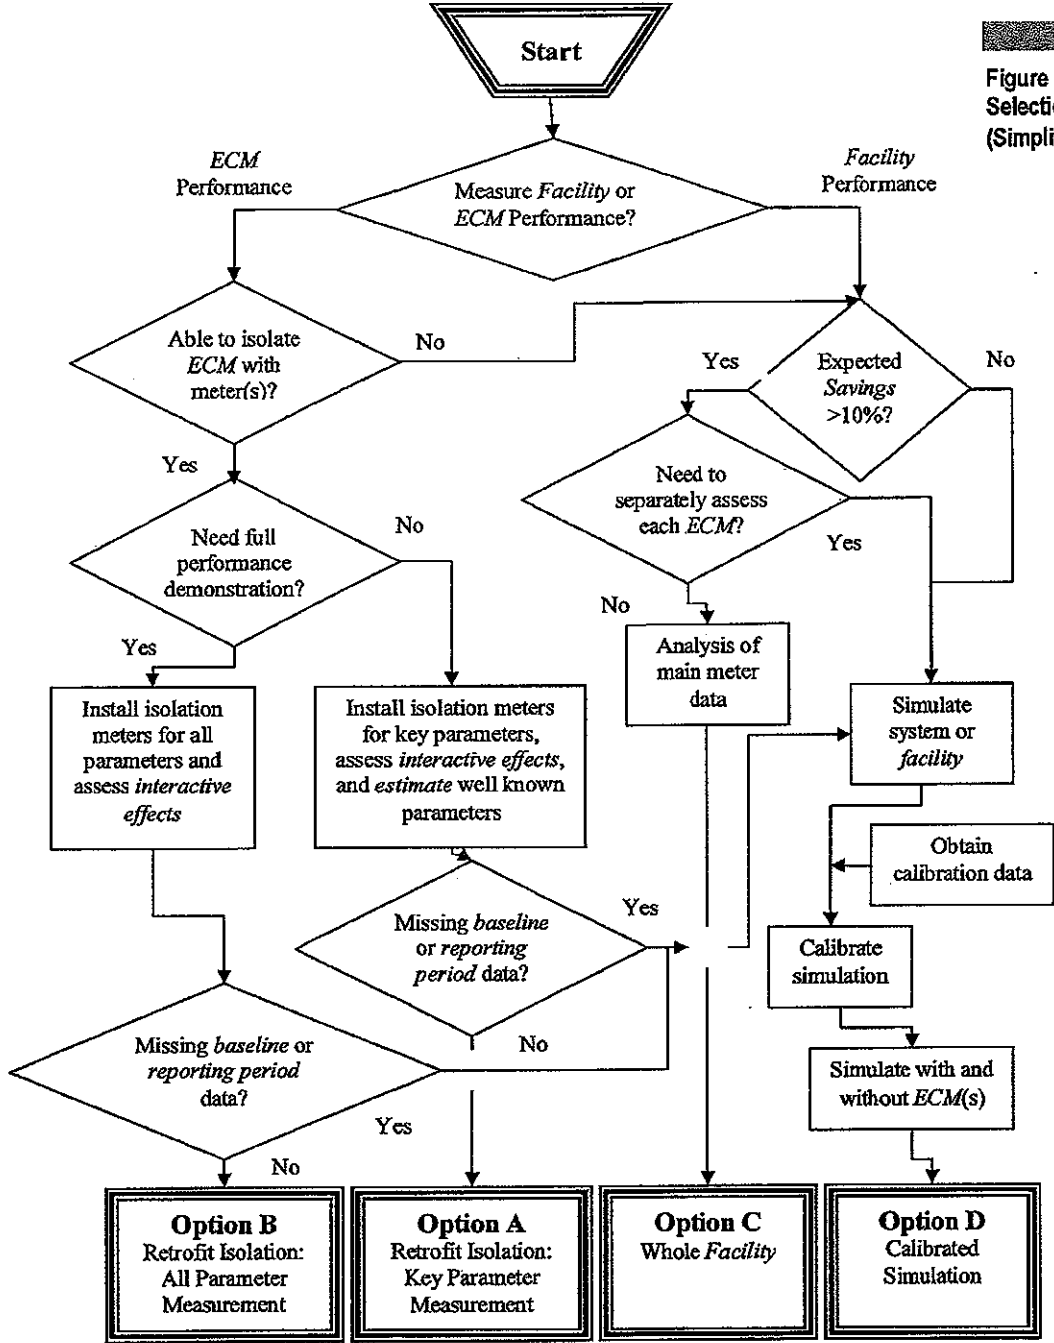 Start
Figure
Selectio
(Simpli
ECM
Performance
Facility
Performance
Measure Facility or
ECM Performance?
Able to isolate
ECM with
meter(s)?
No
Yes
Expected
Savings
>10%?
No
Yes
Need to
separately assess
each ECM?
No
Yes
Need full
performance
demonstration?
No
Yes
Analysis of
main meter
data
Install isolation
meters for all
parameters and
assess interactive
effects
Install isolation meters
for key parameters,
assess interactive effects,
and estimate well known
parameters
Simulate
system or
facility
Obtain
calibration data
Missing baseline
or reporting
period data?
Yes
No
Calibrate
simulation
Missing baseline or
reporting period
data?
Yes
No
Simulate with and
without ECM(s)
Option B
Retrofit Isolation:
All Parameter
Measurement
Option A
Retrofit Isolation:
Key Parameter
Measurement
Option C
Whole Facility
Option D
Calibrated
Simulation